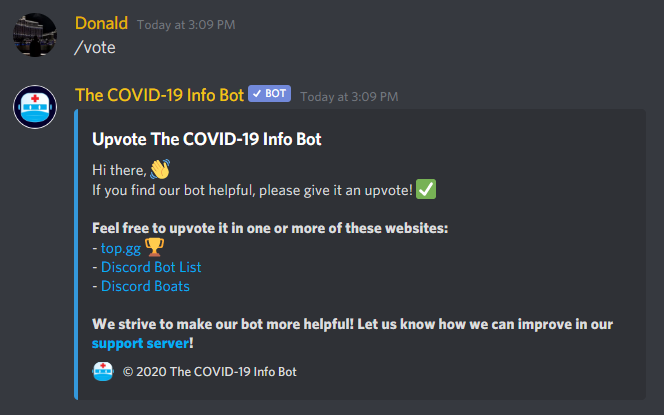 Donald Today at 3:09 PM
/vote
The COVID-19 Info Bot ✓ BOT Today at 3:09 PM
Upvote The COVID-19 Info Bot
Hi there, 👋
If you find our bot helpful, please give it an upvote! ✅
Feel free to upvote it in one or more of these websites:
- top.gg 🏆
- Discord Bot List
- Discord Boats
We strive to make our bot more helpful! Let us know how we can improve in our
support server!
© 2020 The COVID-19 Info Bot